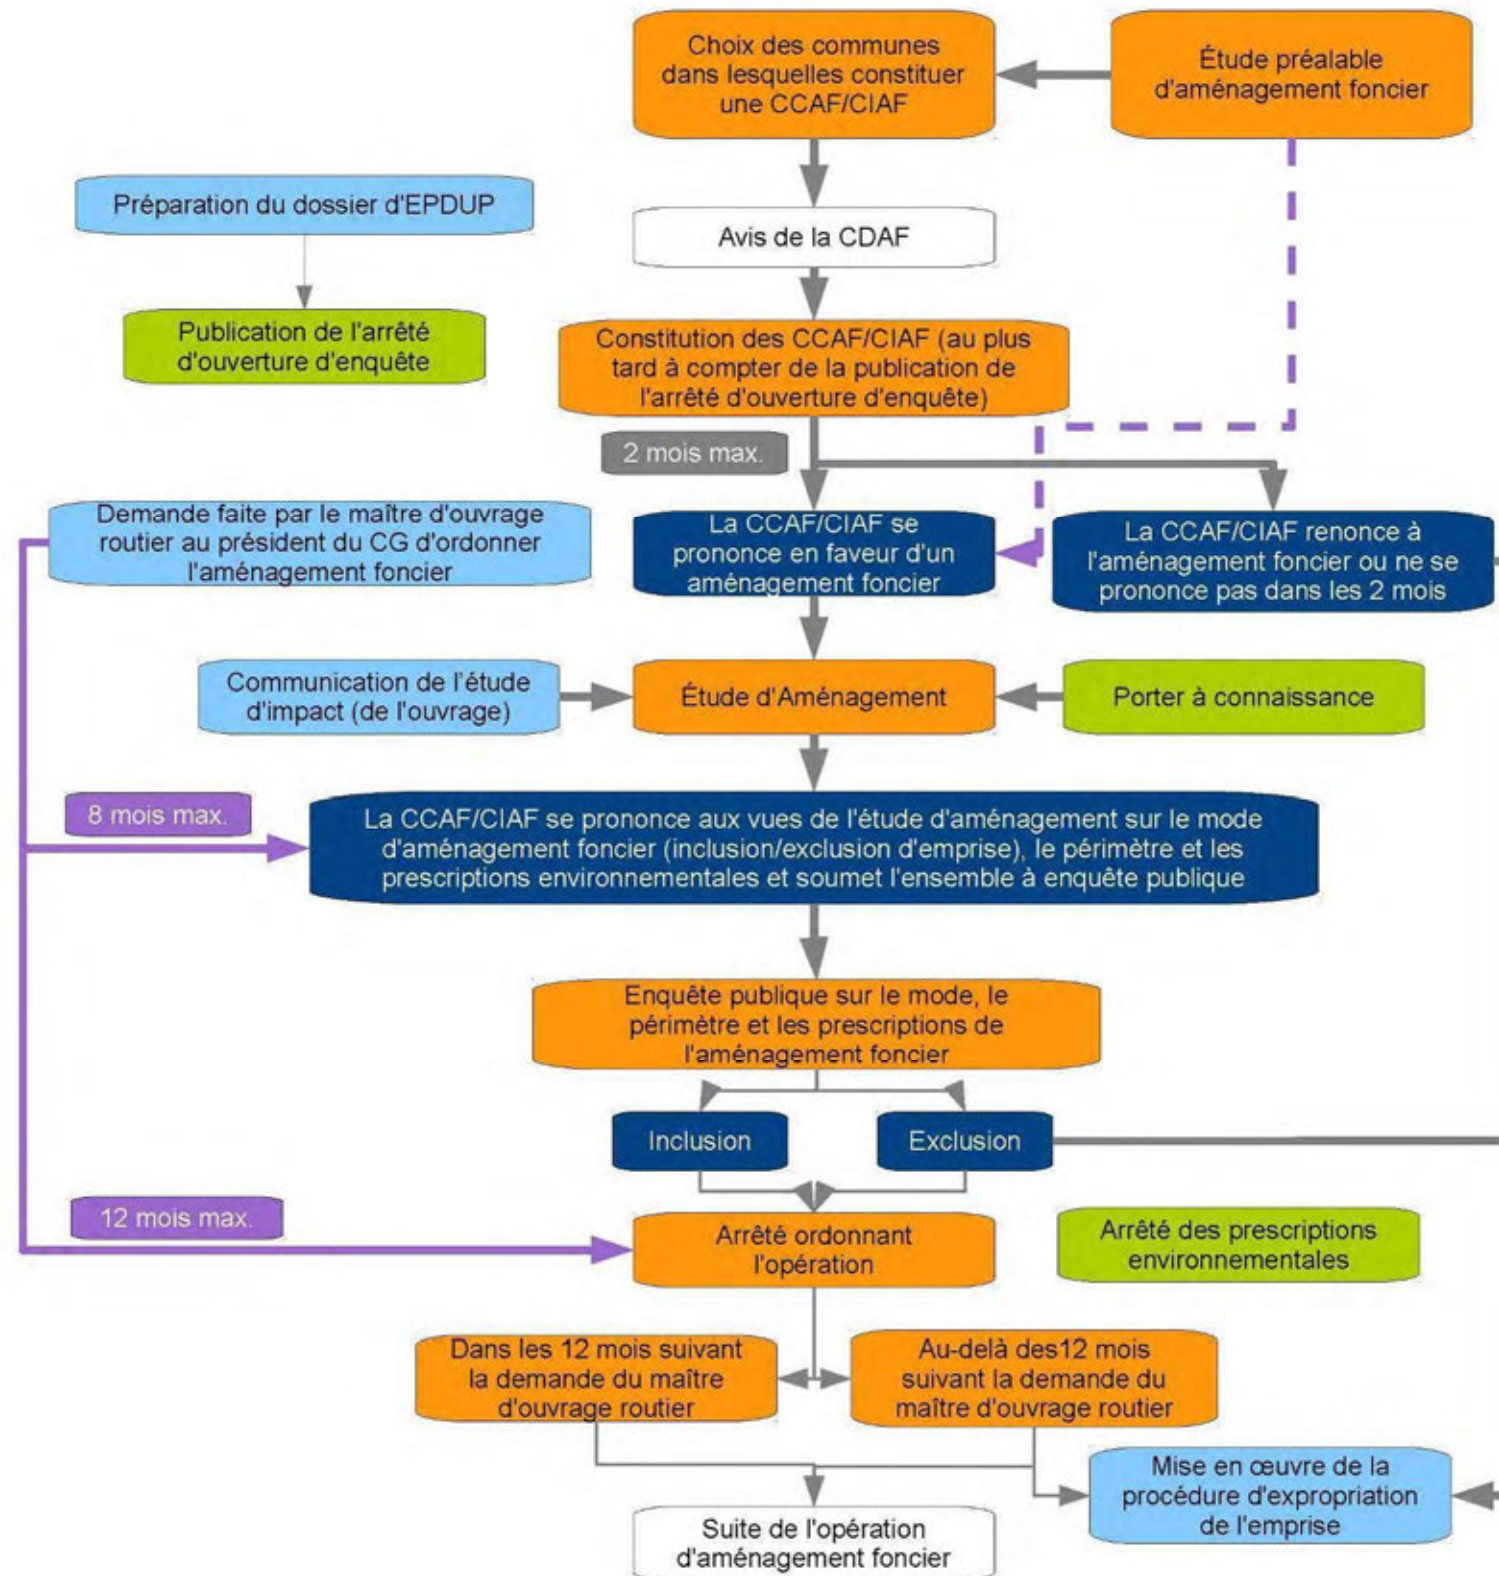 Choix des communes
dans lesquelles constituer
une CCAF/CIAF
Étude préalable
d'aménagement foncier
Préparation du dossier d'EPDUP
Avis de la CDAF
Publication de l'arrêté
d'ouverture d'enquête
Constitution des CCAF/CIAF (au plus
tard à compter de la publication de
l'arrêté d'ouverture d'enquête)
2 mois max.
Demande faite par le maître d'ouvrage
routier au président du CG d'ordonner
l'aménagement foncier
La CCAF/CIAF se
prononce en faveur d'un
aménagement foncier
La CCAF/CIAF renonce à
l'aménagement foncier ou ne se
prononce pas dans les 2 mois
Communication de l'étude
d'impact (de l'ouvrage)
Étude d'Aménagement
Porter à connaissance
8 mois max.
La CCAF/CIAF se prononce aux vues de l'étude d'aménagement sur le mode
d'aménagement foncier (inclusion/exclusion d'emprise), le périmètre et les
prescriptions environnementales et soumet l'ensemble à enquête publique
Enquête publique sur le mode, le
périmètre et les prescriptions de
l'aménagement foncier
Inclusion
Exclusion
12 mois max.
Arrêté ordonnant
l'opération
Arrêté des prescriptions
environnementales
Dans les 12 mois suivant
la demande du maître
d'ouvrage routier
Au-delà des12 mois
suivant la demande du
maître d'ouvrage routier
Mise en œuvre de la
procédure d'expropriation
de l'emprise
Suite de l'opération
d'aménagement foncier